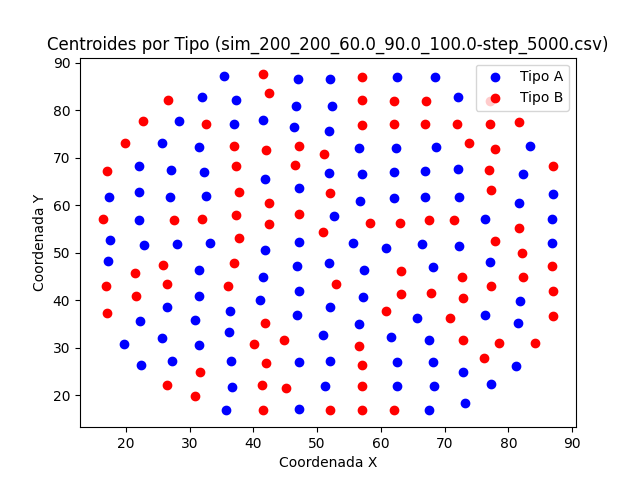 Centroides por Tipo (sim_200_200_60.0_90.0_100.0-step_5000.csv)
Tipo A
Tipo B
90
80
70
60
50
40
30
20
Coordenada Y
20 30 40 50 60 70 80 90
Coordenada X